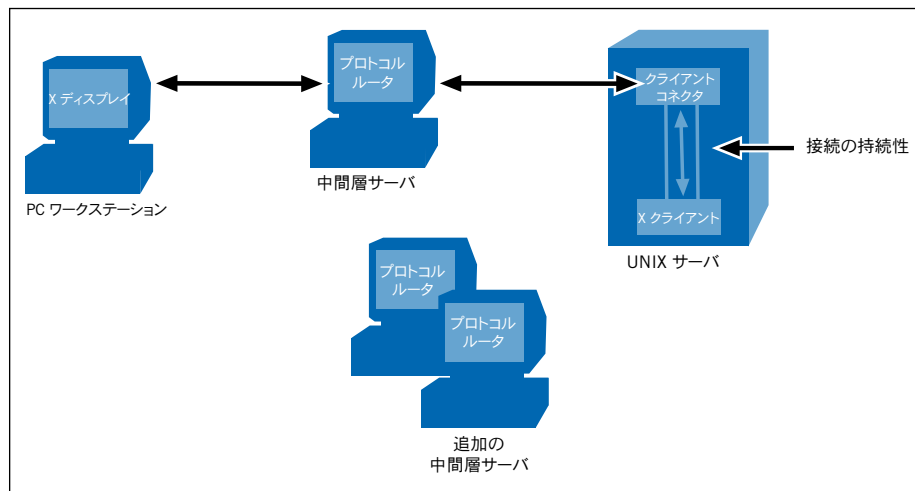 X ディスプレイ
PC ワークステーション
プロトコル
ルータ
中間層サーバ
クライアント
コネクタ
接続の持続性
X クライアント
UNIX サーバ
プロトコル
ルータ
プロトコル
ルータ
追加の
中間層サーバ